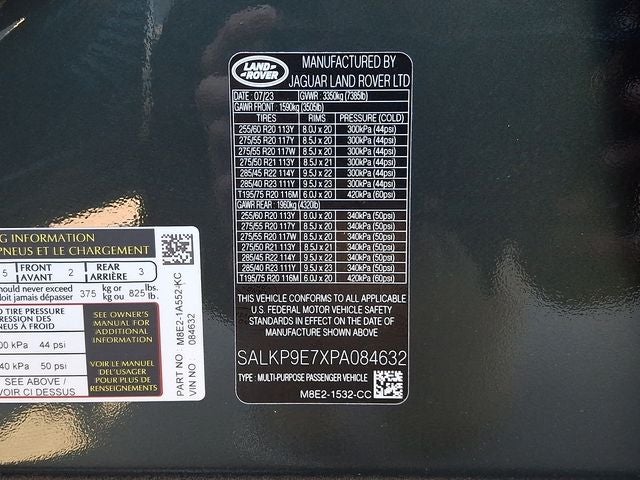 LAND
ROVER
MANUFACTURED BY
JAGUAR LAND ROVER LTD
DATE : 07/23 GVWR : 3350kg (7385lb)
GAWR FRONT : 1590kg (3505lb)
TIRES RIMS PRESSURE (COLD)
255/60 R20 113Y 8.0J x 20 300kPa (44psi)
275/55 R20 117Y 8.5J x 20 300kPa (44psi)
275/55 R20 117W 8.5J x 20 300kPa (44psi)
275/50 R21 113Y 8.5J x 21 300kPa (44psi)
285/45 R22 114Y 9.5J x 22 300kPa (44psi)
285/40 R23 111Y 9.5J x 23 300kPa (44psi)
T195/75 R20 116M 6.0J x 20 420kPa (60psi)
GAWR REAR : 1960kg (4320lb)
255/60 R20 113Y 8.0J x 20 340kPa (50psi)
275/55 R20 117Y 8.5J x 20 340kPa (50psi)
275/55 R20 117W 8.5J x 20 340kPa (50psi)
275/50 R21 113Y 8.5J x 21 340kPa (50psi)
285/45 R22 114Y 9.5J x 22 340kPa (50psi)
285/40 R23 111Y 9.5J x 23 340kPa (50psi)
T195/75 R20 116M 6.0J x 20 420kPa (60psi)
THIS VEHICLE CONFORMS TO ALL APPLICABLE
U.S. FEDERAL MOTOR VEHICLE SAFETY
STANDARDS IN EFFECT ON THE DATE OF
MANUFACTURE SHOWN ABOVE
SALKP9E7XPA084632
TYPE : MULTI-PURPOSE PASSENGER VEHICLE
M8E2-1532-CC
G INFORMATION
PNEUS ET LE CHARGEMENT
5 FRONT 2 REAR 3
AVANT ARRIÈRE
hould never exceed 375 kg or 825 lbs.
doit jamais dépasser kg ou lb.
D TIRE PRESSURE
RESSION DES
NEUS À FROID
00 kPa 44 psi
40 kPa 50 psi
SEE ABOVE /
VOIR CI DESSUS
SEE OWNER'S
MANUAL FOR
ADDITIONAL
INFORMATION
VOIR LE MANUEL
DEL'USAGER
POUR PLUS DE
RENSEIGNEMENTS
PART NO : M8E2-1A552-KC
VIN NO : 084632